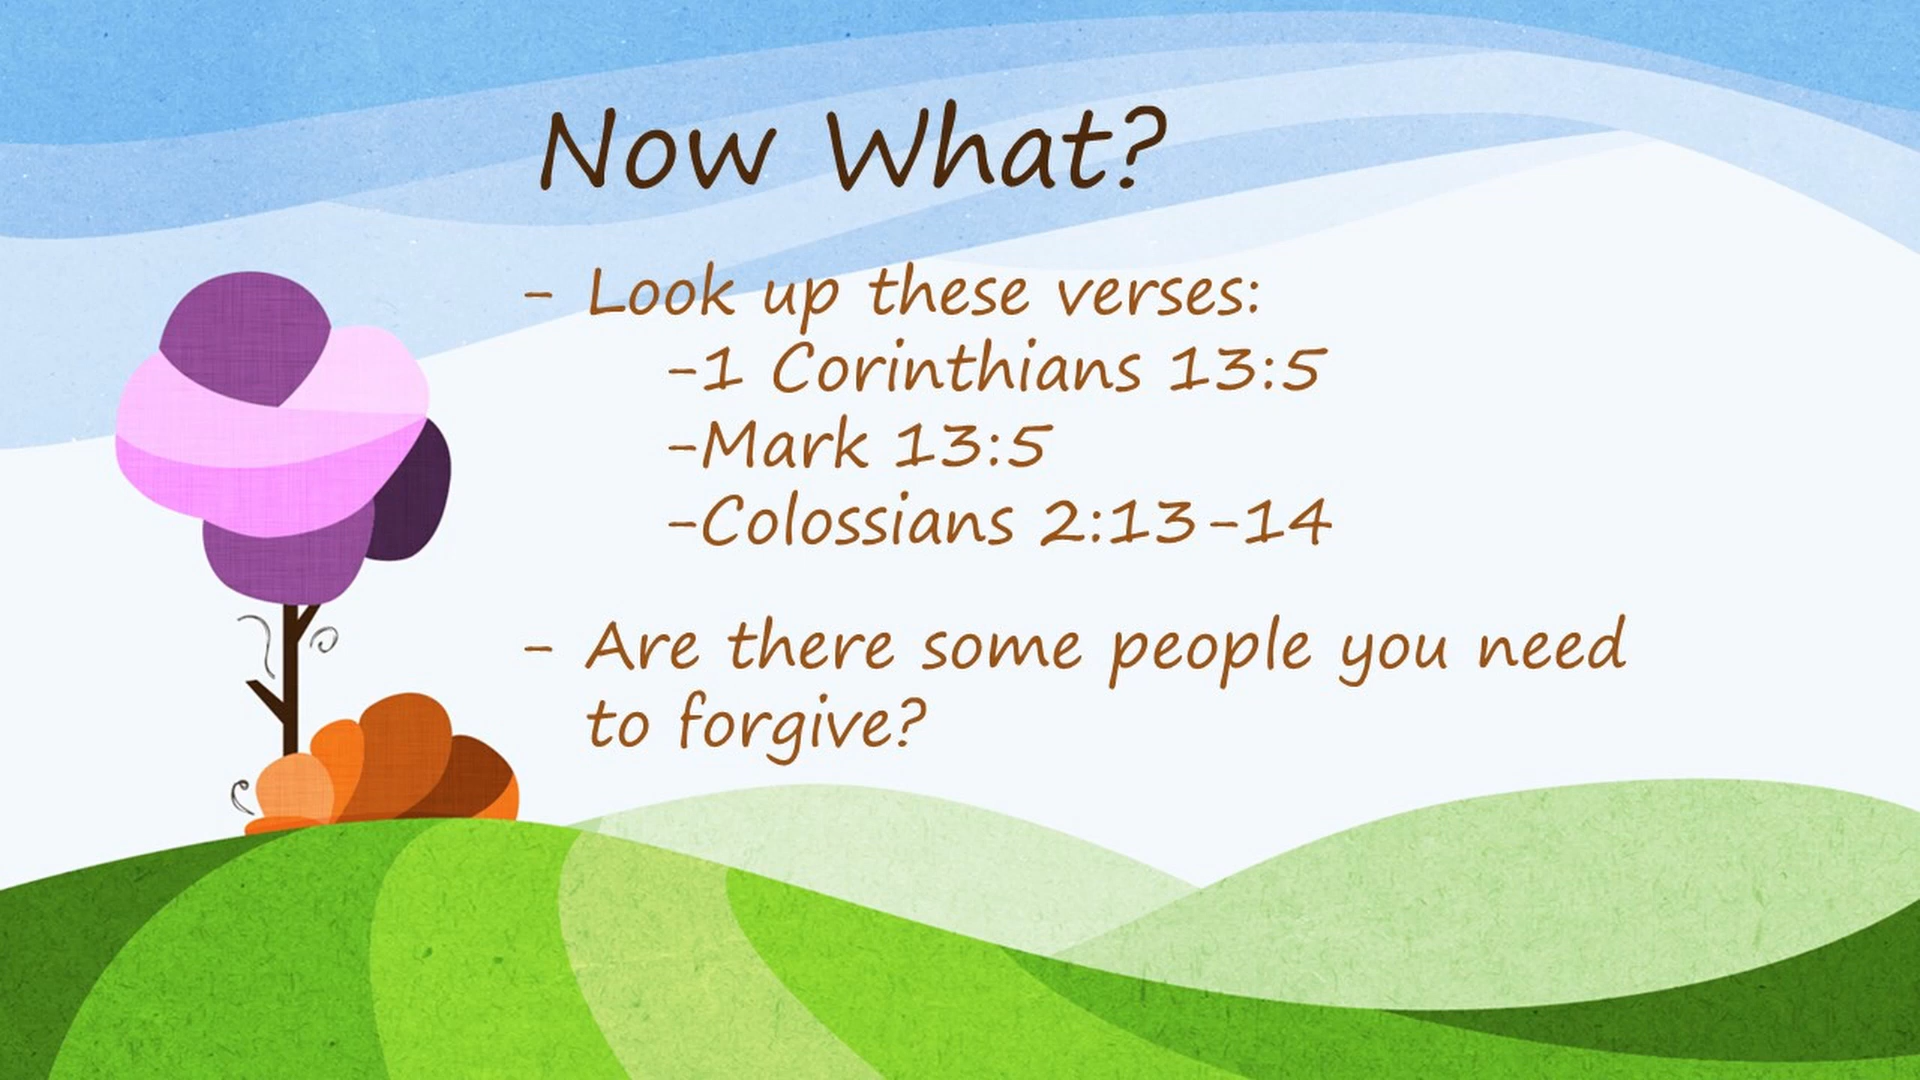 Now What?
- Look up these verses:
-1 Corinthians 13:5
-Mark 13:5
-Colossians 2:13-14
- Are there some people you need
to forgive?